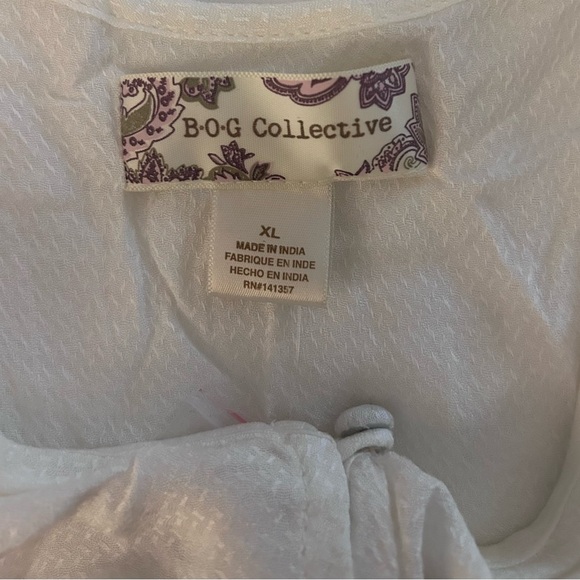 B·O·G Collective
XL
MADE IN INDIA
FABRIQUE EN INDE
HECHO EN INDIA
RN#141357